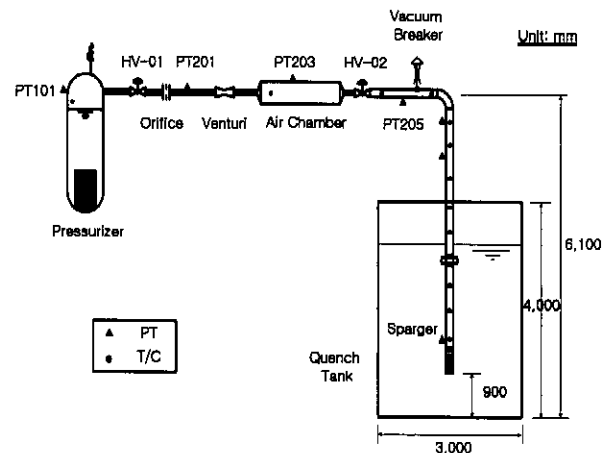 Vacuum
Breaker
Unit: mm
HV-01
PT201
PT203
HV-02
PT101
PT205
Orifice
Venturi
Air Chamber
Pressurizer
6,100
4,000
Sparger
PT
T/C
Quench
Tank
900
3,000